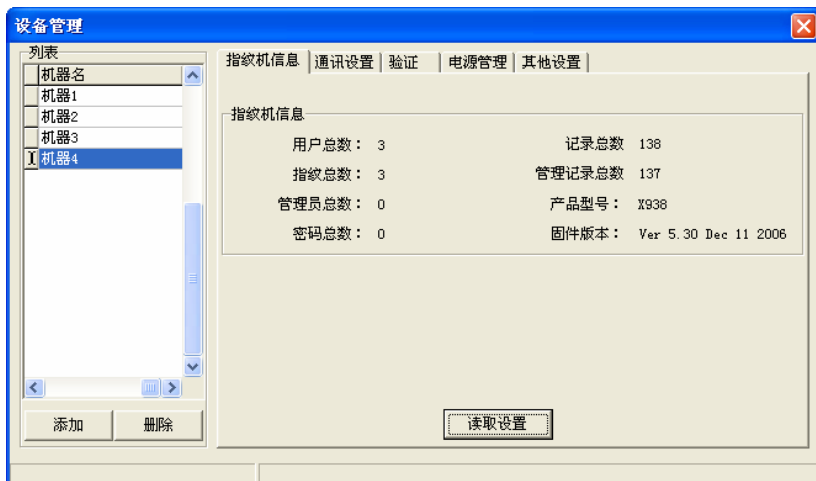 设备管理
列表
机器名
机器1
机器2
机器3
机器4
添加 删除
指纹机信息 通讯设置 验证 电源管理 其他设置
指纹机信息
用户总数： 3 记录总数 138
指纹总数： 3 管理记录总数 137
管理员总数： 0 产品型号： X938
密码总数： 0 固件版本： Ver 5.30 Dec 11 2006
读取设置